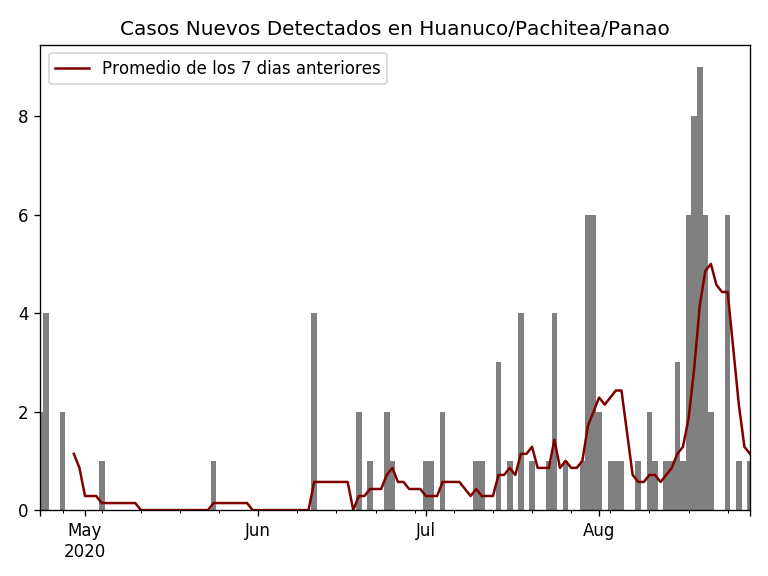 Casos Nuevos Detectados en Huanuco/Pachitea/Panao
Promedio de los 7 dias anteriores
8
6
4
2
0
May Jun Jul Aug
2020